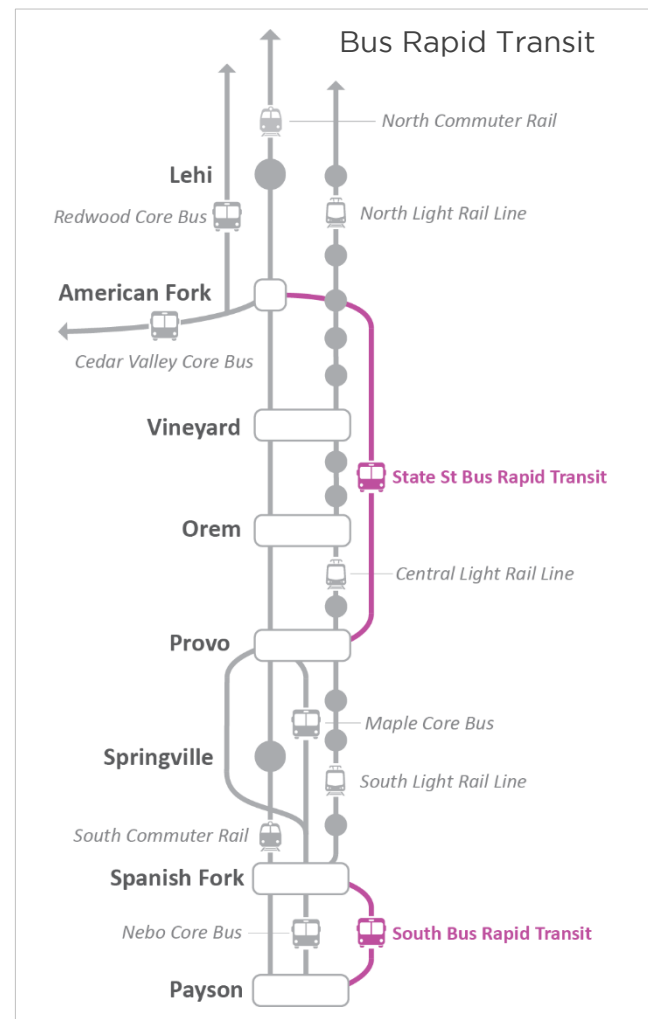 Bus Rapid Transit
North Commuter Rail
Lehi
Redwood Core Bus
North Light Rail Line
American Fork
Cedar Valley Core Bus
Vineyard
State St Bus Rapid Transit
Orem
Central Light Rail Line
Provo
Maple Core Bus
Springville
South Light Rail Line
South Commuter Rail
Spanish Fork
Nebo Core Bus
South Bus Rapid Transit
Payson